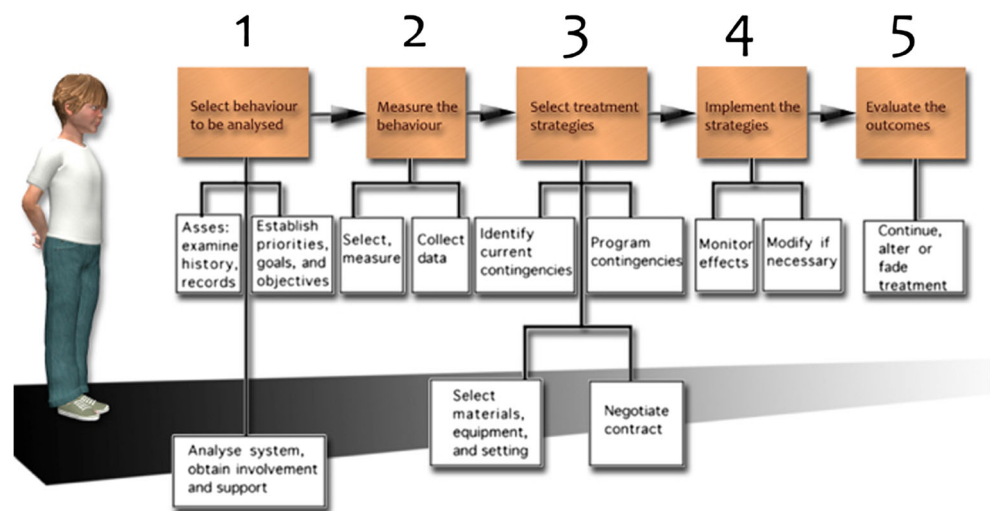 1
2
3
4
5
Select behaviour
to be analysed
Measure the
behaviour
Select treatment
strategies
Implement the
strategies
Evaluate the
outcomes
Asses:
examine
history,
records
Establish
priorities,
goals, and
objectives
Select,
measure
Collect
data
Identify
current
contingencies
Program
contingencies
Monitor
effects
Modify if
necessary
Continue,
alter or
fade
treatment
Analyse system,
obtain involvement
and support
Select
materials,
equipment,
and setting
Negotiate
contract